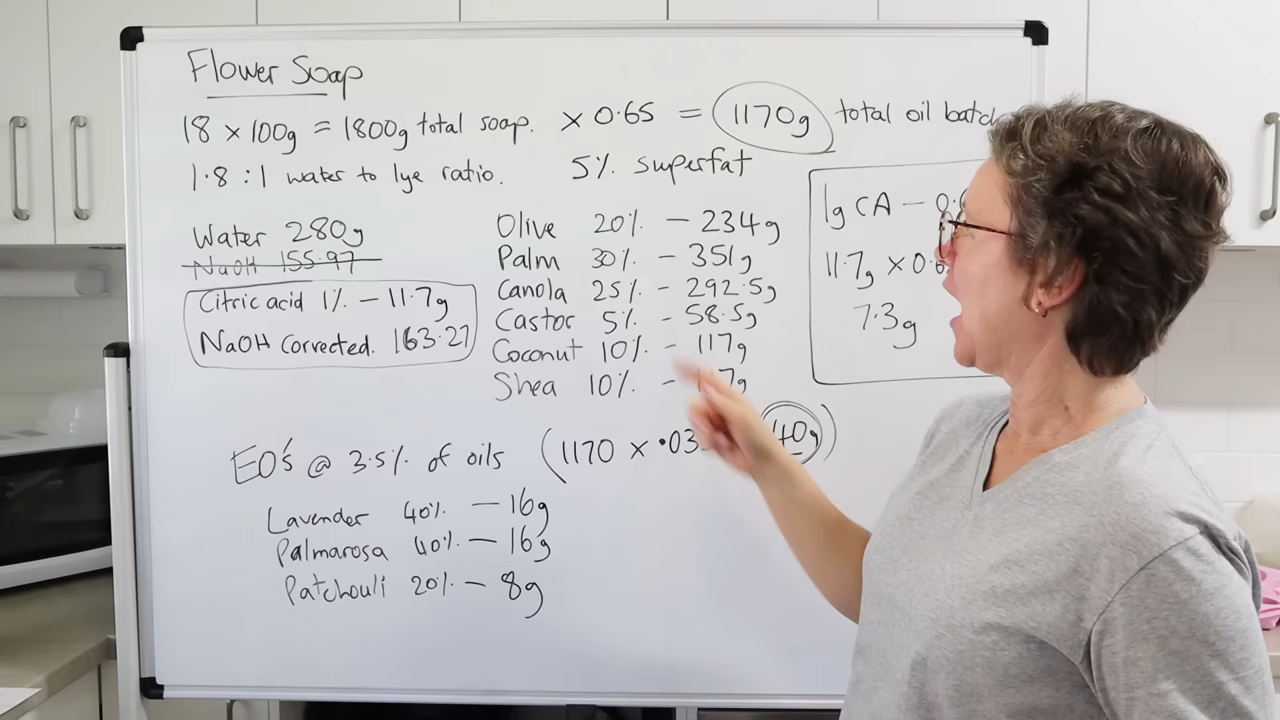 Flower Soap
18 x 100g = 1800g total soap. x 0.65 = 1170g total oil batch
1.8 : 1 water to lye ratio. 5% superfat
Water 280g
NaOH 155.97
Citric acid 1% - 11.7g
NaOH Corrected. 163.27
Olive 20% - 234g
Palm 30% - 351g
Canola 25% - 292.5g
Castor 5% - 58.5g
Coconut 10% - 117g
Shea 10% -
1g CA - 0.
11.7g x 0.6
7.3g
EO's @ 3.5% of oils (1170 x .03 40g)
Lavender 40% - 16g
Palmarosa 40% - 16g
Patchouli 20% - 8g